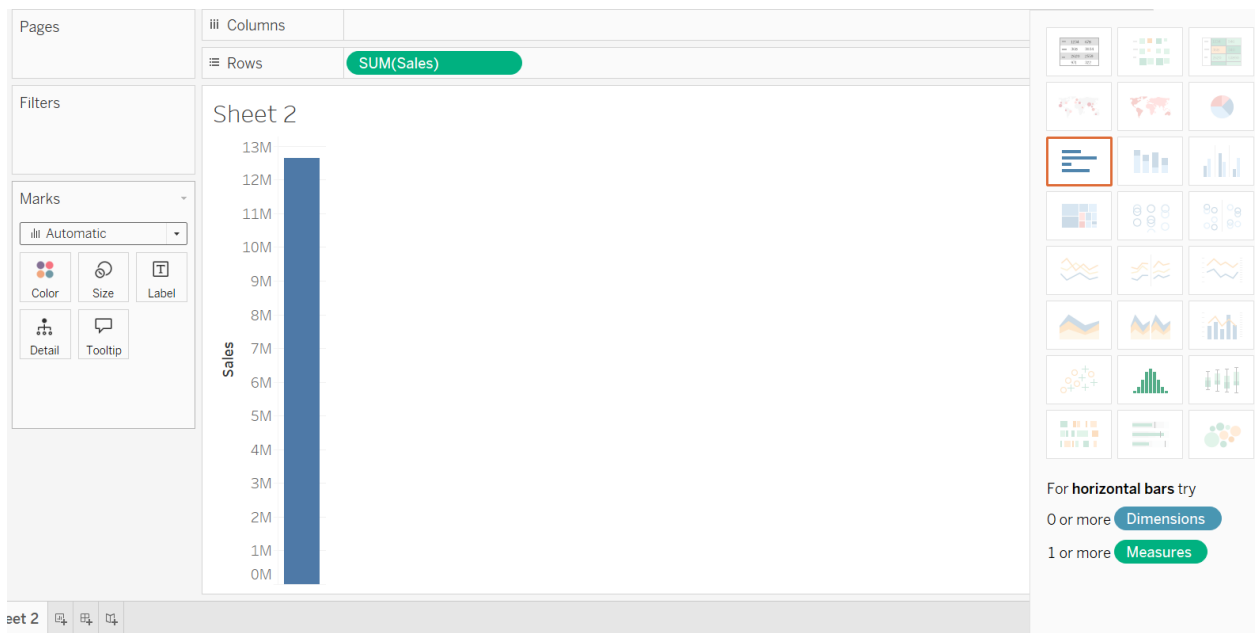 Pages
Columns
Rows
SUM(Sales)
Filters
Sheet 2
Marks
Automatic
Color
Size
Label
Detail
Tooltip
13M
12M
11M
10M
9M
8M
7M
6M
5M
4M
3M
2M
1M
0M
Sales
For horizontal bars try
0 or more Dimensions
1 or more Measures
eet 2